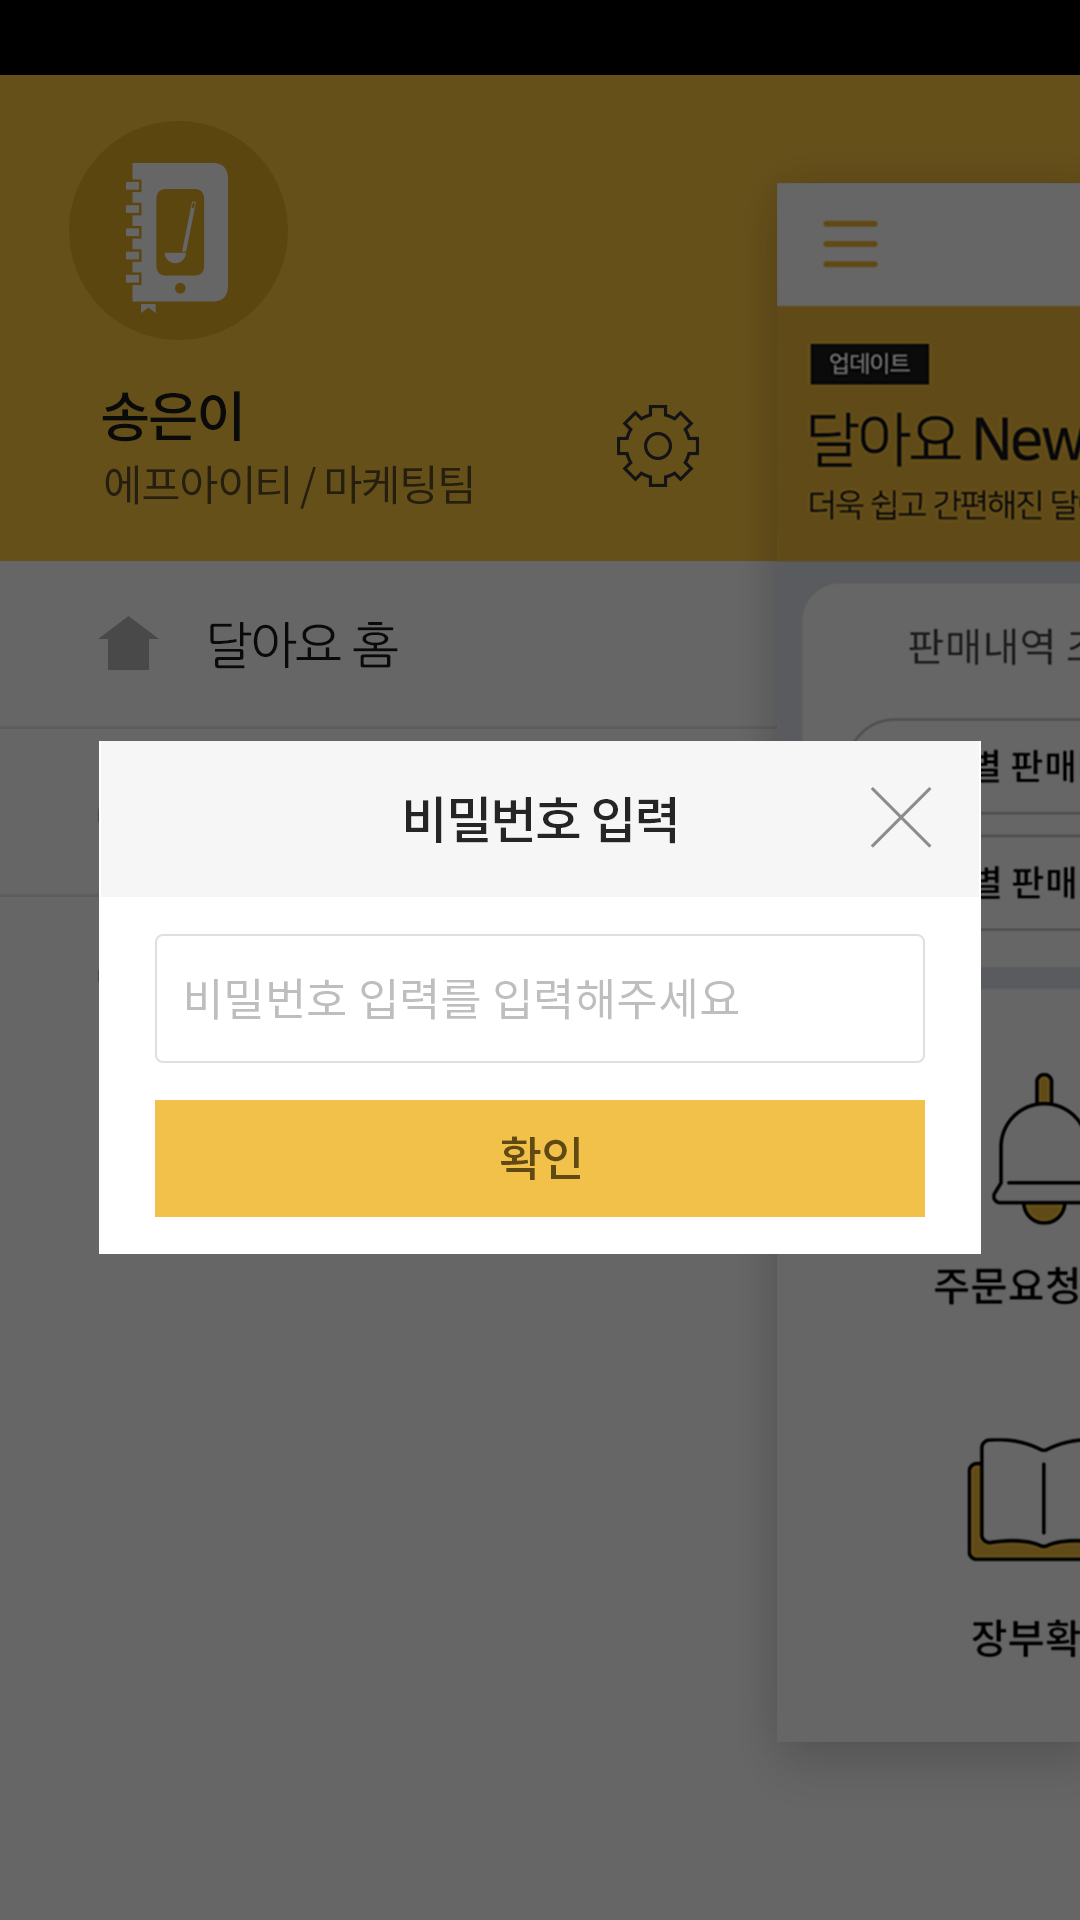 송은이
에프아이티 / 마케팅팀
달아요 홈
업데이트
달아요 New
더욱 쉽고 간편해진 달
판매내역
별 판매
별 판매
비밀번호 입력
비밀번호 입력를 입력해주세요
확인
주문요청
장부확